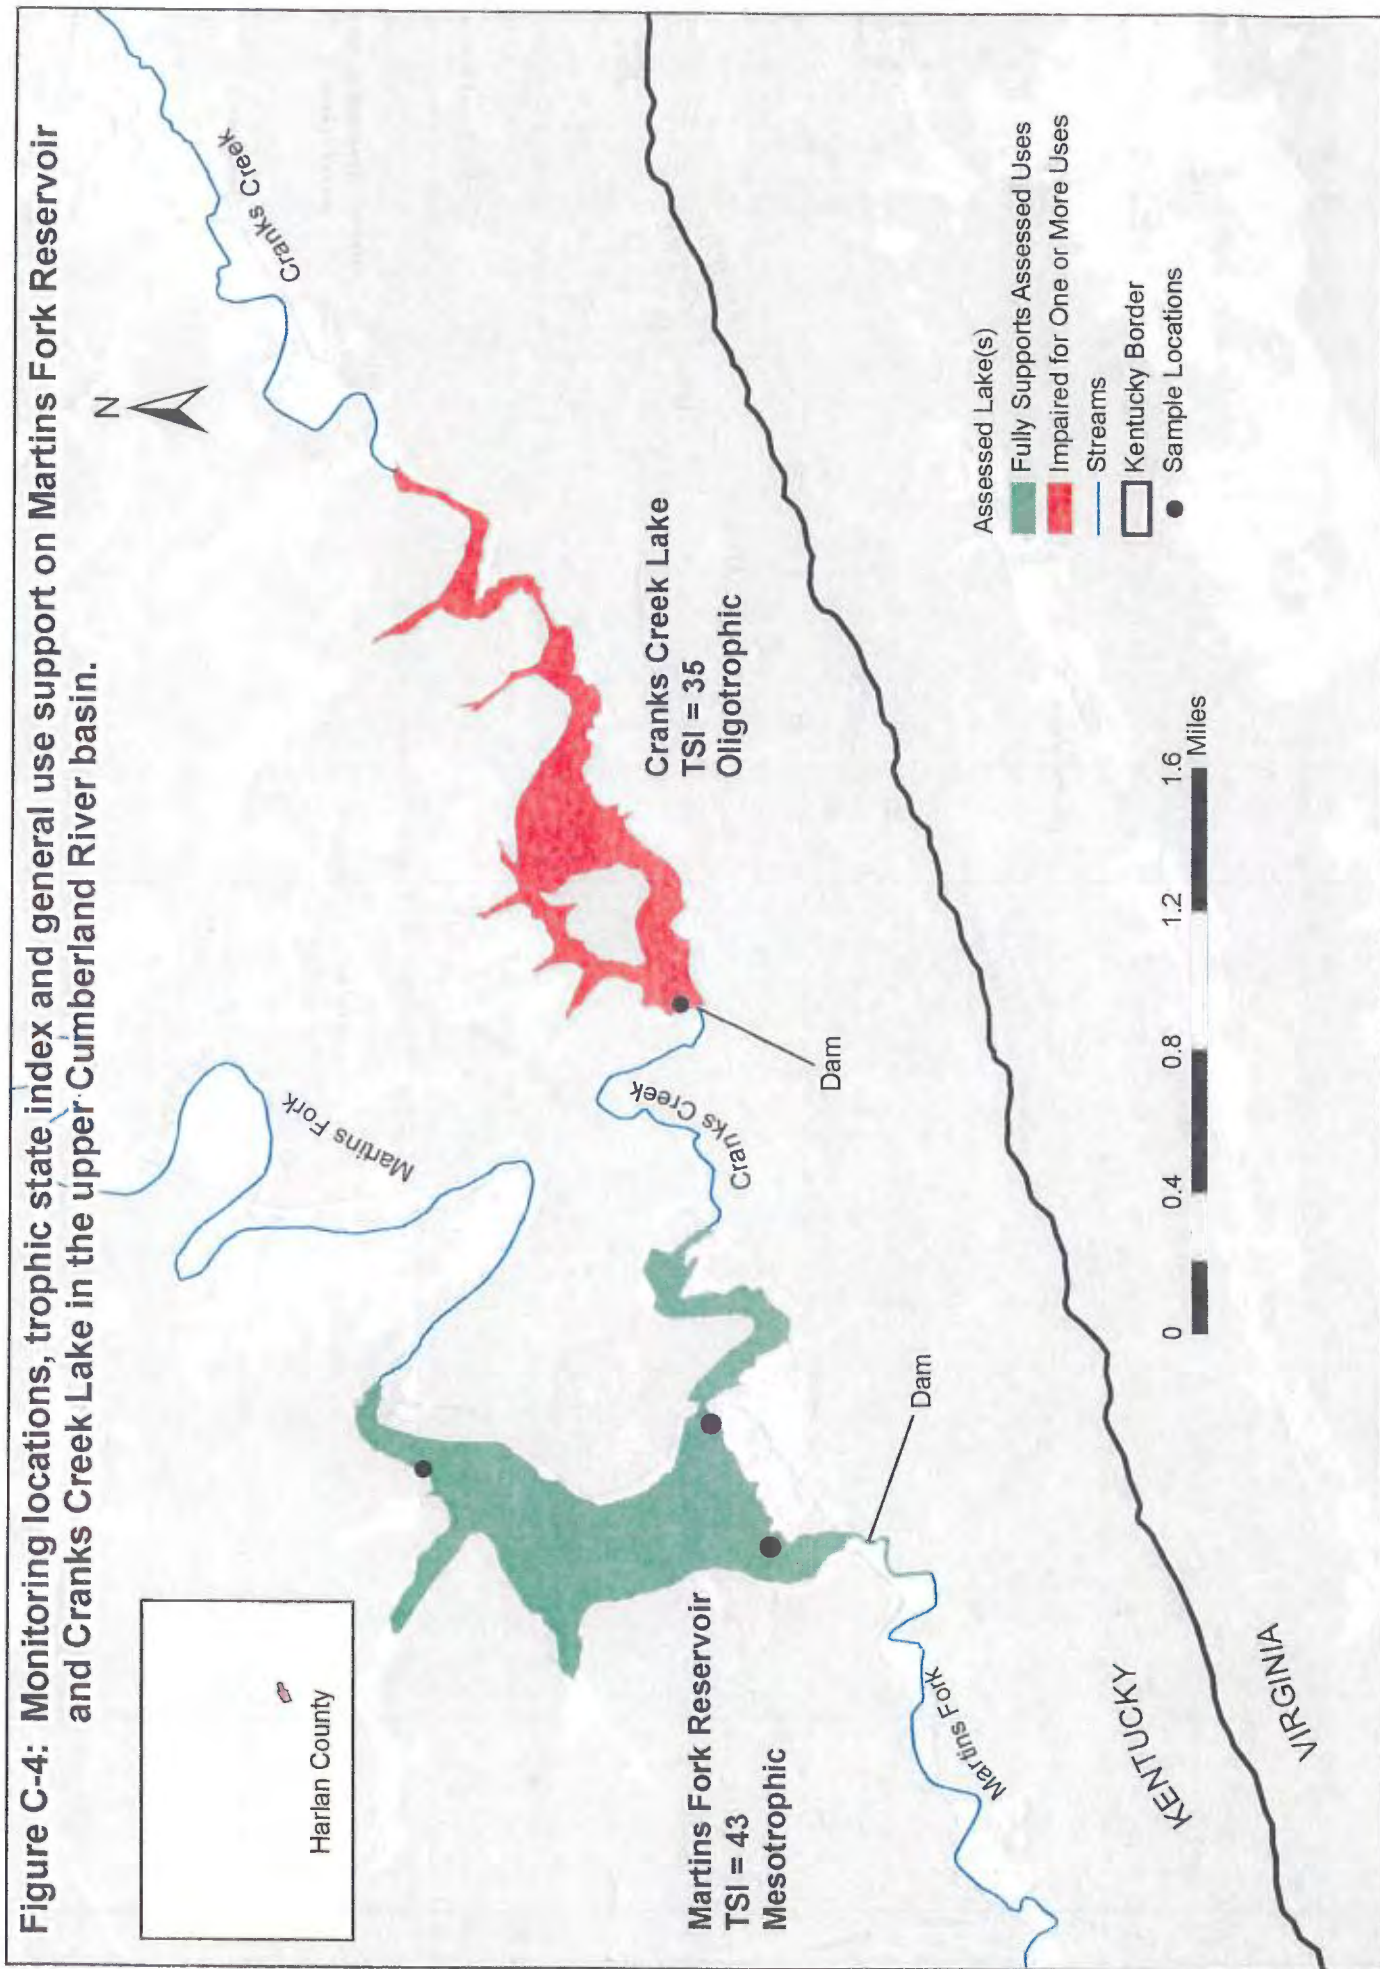 Figure C-4: Monitoring locations, trophic state index and general use support on Martins Fork Reservoir
and Cranks Creek Lake in the upper Cumberland River basin.
N
Harlan County
Cranks Creek
Martins Fork
Cranks Creek Lake
TSI = 35
Oligotrophic
Cranks Creek
Cranks Creek
Dam
Martins Fork Reservoir
TSI = 43
Mesotrophic
Dam
Martins Fork
KENTUCKY
VIRGINIA
Assessed Lake(s)
Fully Supports Assessed Uses
Impaired for One or More Uses
Streams
Kentucky Border
Sample Locations
0 0.4 0.8 1.2 1.6
Miles